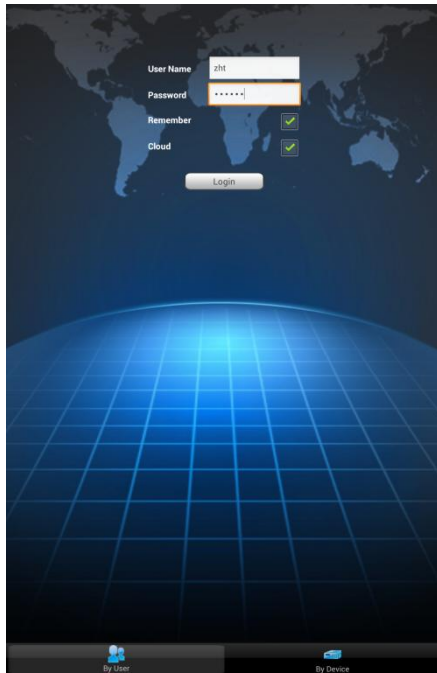 User Name zht
Password ••••••
Remember
Cloud
Login
By User By Device